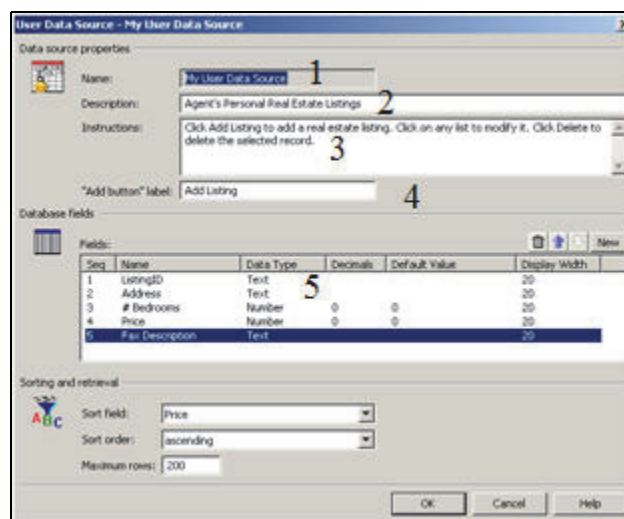 User Data Source - My User Data Source
Data source properties
Name: My User Data Source 1
Description: Agent's Personal Real Estate Listings 2
Instructions: Click Add Listing to add a real estate listing. Click on any list to modify it. Click Delete to
delete the selected record. 3
"Add button" label: Add Listing 4
Database fields
Fields: New
Seq Name Data Type Decimals Default Value Display Width
1 ListingID Text 5 20
2 Address Text 20
3 # Bedrooms Number 0 0 20
4 Price Number 0 0 20
5 Fax Description Text 20
Sorting and retrieval
ABC
Sort field: Price
Sort order: ascending
Maximum rows: 200
OK Cancel Help